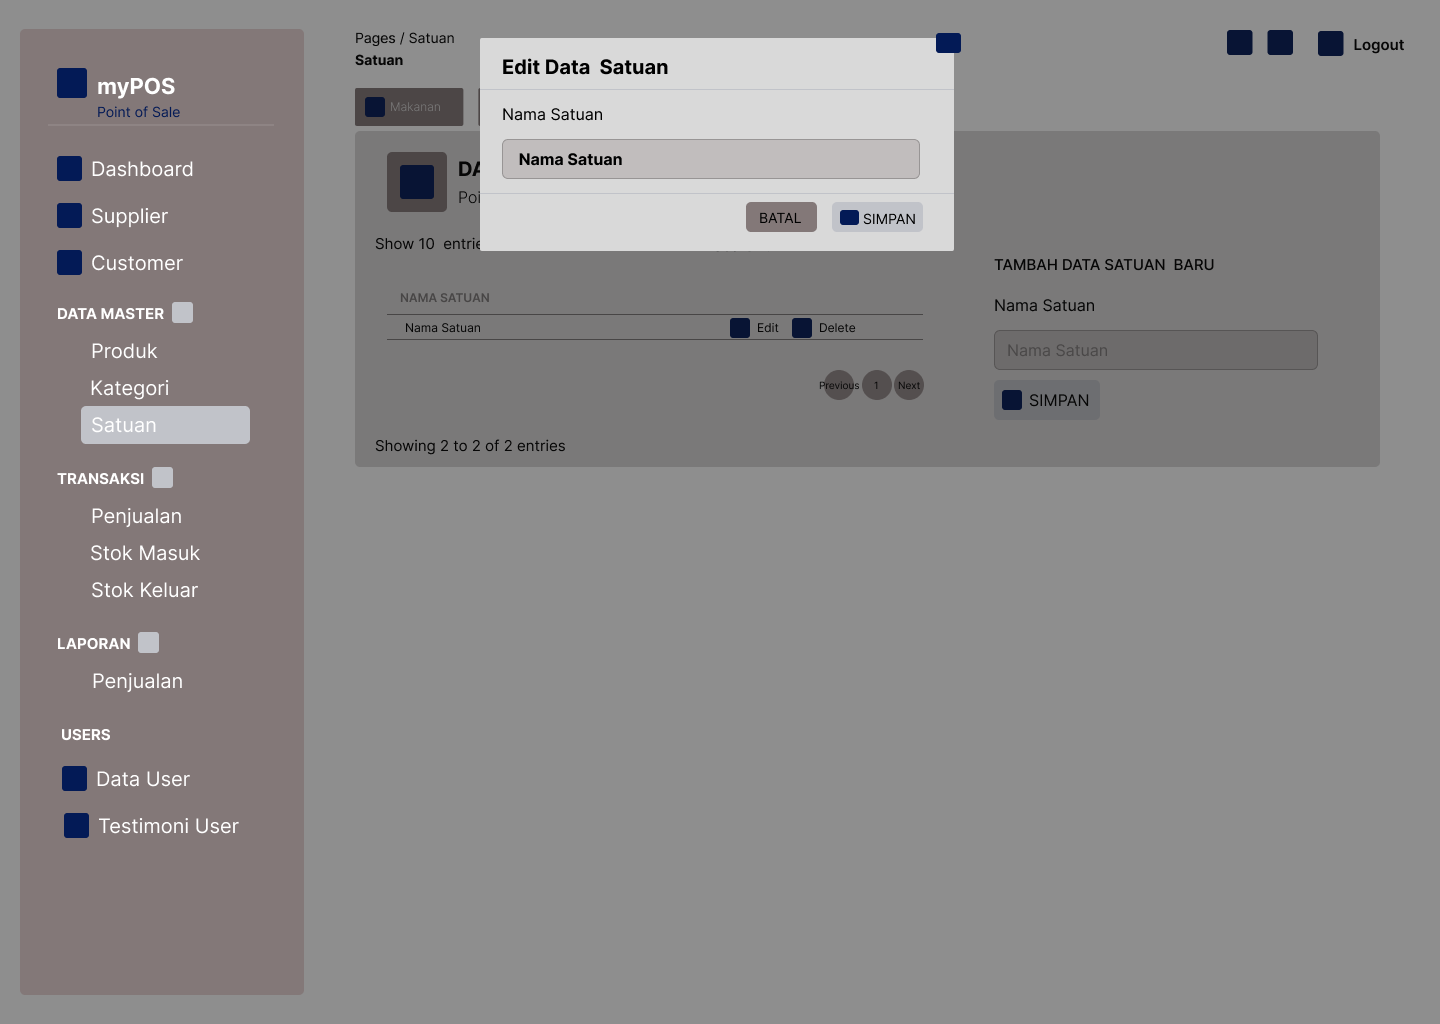 myPOS
Point of Sale
Dashboard
Supplier
Customer
DATA MASTER
Produk
Kategori
Satuan
TRANSAKSI
Penjualan
Stok Masuk
Stok Keluar
LAPORAN
Penjualan
USERS
Data User
Testimoni User
Pages / Satuan
Satuan
Logout
Makanan
Edit Data  Satuan
Nama Satuan
Nama Satuan
BATAL
SIMPAN
Show 10
NAMA SATUAN
Nama Satuan
Edit
Delete
Previous
1
Next
Showing 2 to 2 of 2 entries
TAMBAH DATA SATUAN  BARU
Nama Satuan
Nama Satuan
SIMPAN